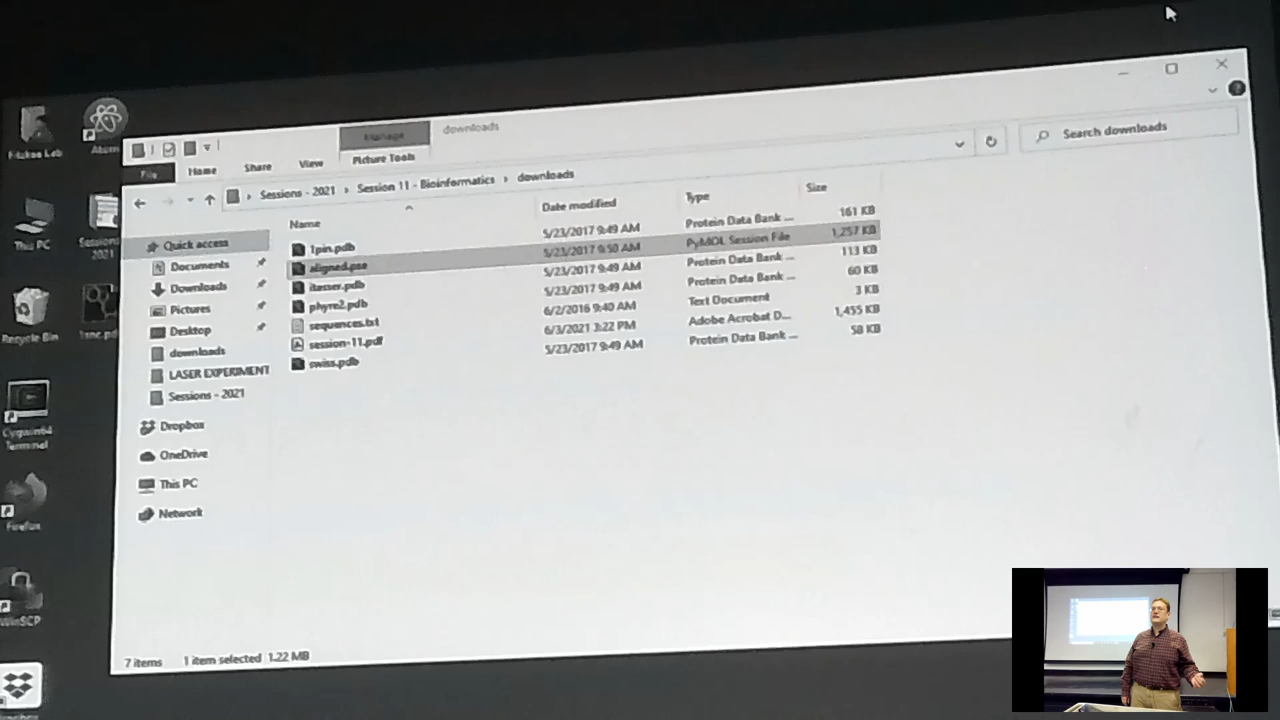 Manage
downloads
File
Home
Share
View
Picture Tools
Sessions - 2021 › Session 11 - Bioinformatics › downloads
Search downloads
Name
Date modified
Type
Size
1pin.pdb 5/23/2017 9:49 AM Protein Data Bank ... 161 KB
aligned.pse 5/23/2017 9:50 AM PyMOL Session File 1,257 KB
itasser.pdb 5/23/2017 9:49 AM Protein Data Bank ... 113 KB
phyre2.pdb 5/23/2017 9:49 AM Protein Data Bank ... 60 KB
sequences.txt 6/2/2016 9:40 AM Text Document 3 KB
session-11.pdf 6/3/2021 3:22 PM Adobe Acrobat D... 1,455 KB
swiss.pdb 5/23/2017 9:49 AM Protein Data Bank ... 58 KB
Quick access
Documents
Downloads
Pictures
Desktop
downloads
LASER EXPERIMENT
Sessions - 2021
Dropbox
OneDrive
This PC
Network
7 items 1 item selected 1.22 MB
Lab
Atom
This PC
Sessions
2021
Recycle Bin
Cygwin64
Terminal
Firefox
WinSCP